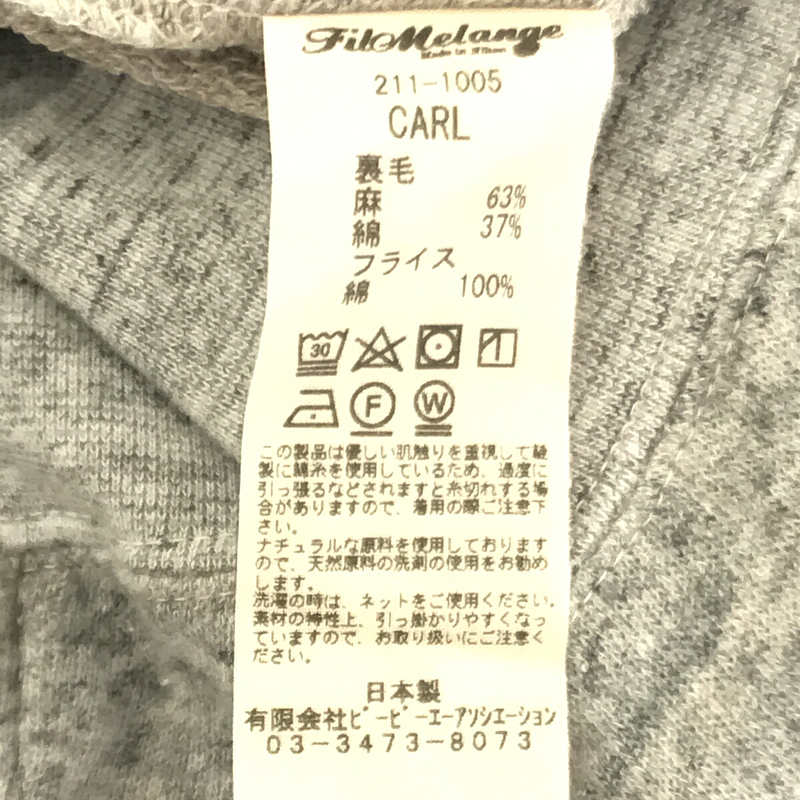 FilMelange
Made in Japan
211-1005
CARL
裏毛
麻 63%
綿 37%
フライス
綿 100%
30
F W
この製品は優しい肌触りを重視して縫
製に綿糸を使用しているため、過度に
引っ張るなどされますと糸切れする場
合がありますので、着用の際ご注意下
さい。
ナチュラルな原料を使用しております
ので、天然原料の洗剤の使用をお勧め
します。
洗濯の時は、ネットをご使用ください。
素材の特性上、引っ掛かりやすくなっ
ていますので、お取り扱いにご注意く
ださい。
日本製
有限会社ﾋﾞｰﾋﾟｰｴｰｱｿｼｴｰｼｮﾝ
03-3473-8073